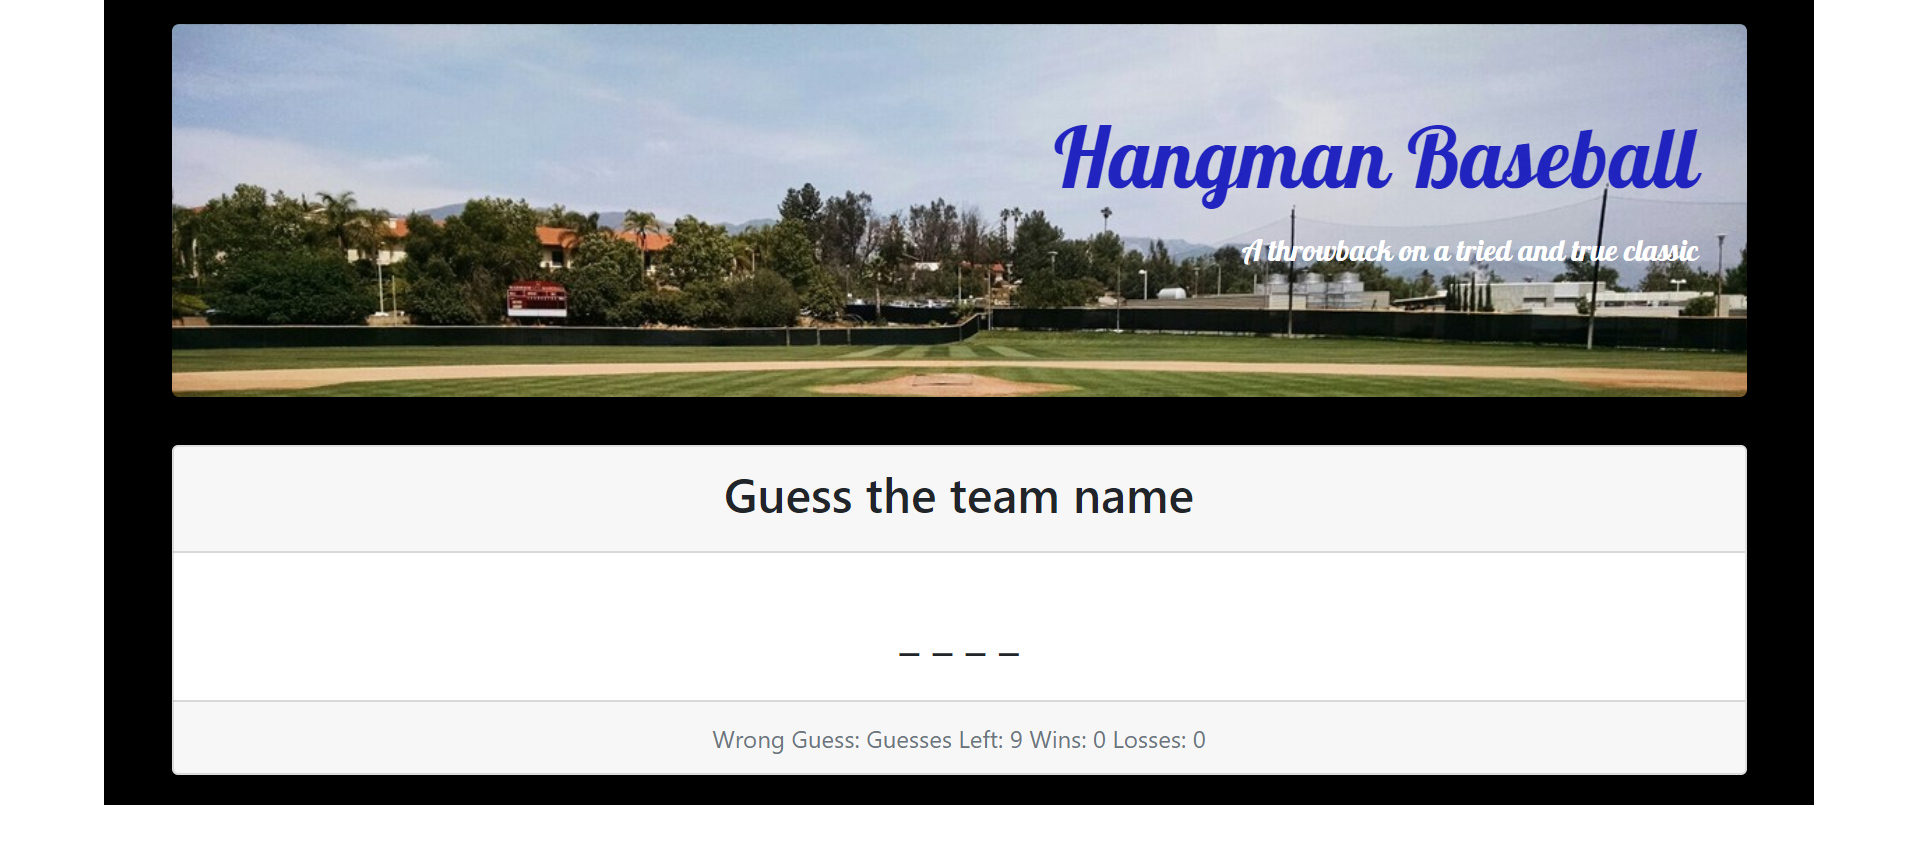 Hangman Baseball
A throwback on a tried and true classic
Guess the team name
_ _ _ _
Wrong Guess: Guesses Left: 9 Wins: 0 Losses: 0